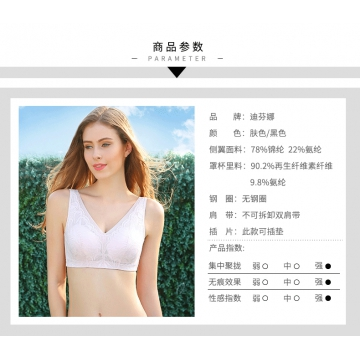 商品参数
PARAMETER
品 牌：迪芬娜
颜 色：肤色/黑色
侧翼面料：78%锦纶 22%氨纶
罩杯里料：90.2%再生纤维素纤维
9.8%氨纶
钢 圈：无钢圈
肩 带：不可拆卸双肩带
插 片：此款可插垫
产品指数:
集中聚拢 弱○ 中○ 强●
无痕效果 弱○ 中○ 强●
性感指数 弱○ 中○ 强●